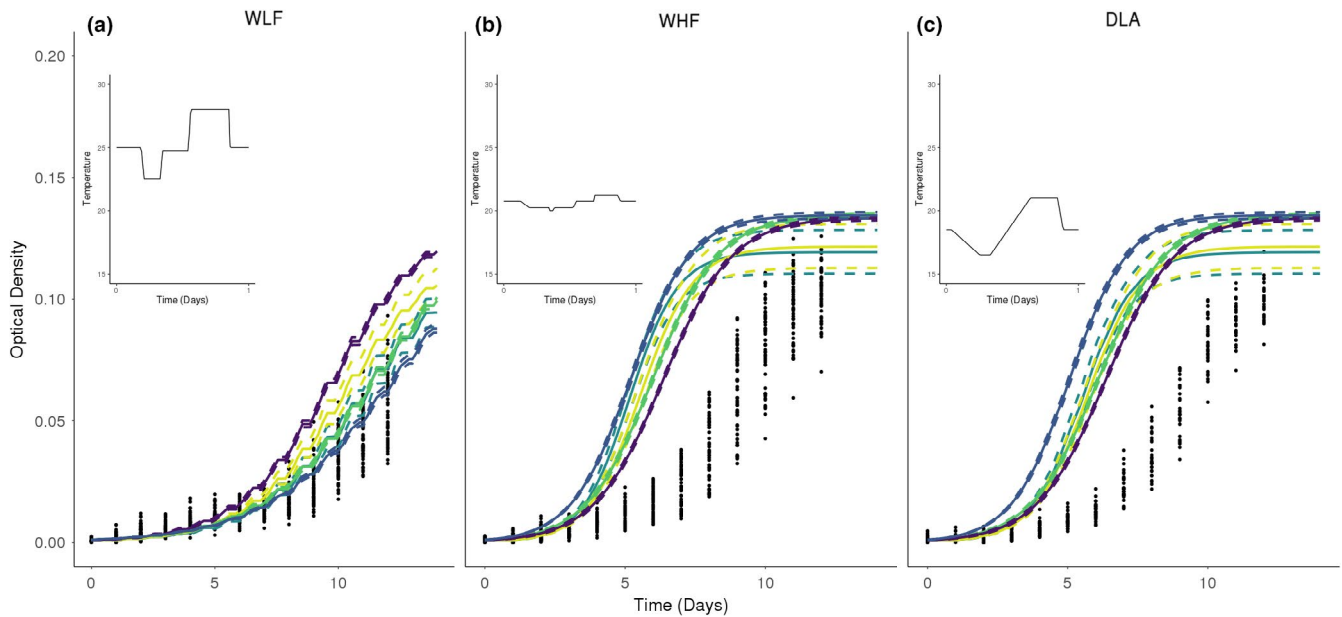 (a) WLF
(b) WHF
(c) DLA
Optical Density
0.20
0.15
0.10
0.05
0.00
Temperature
30
25
20
15
0 1
Time (Days)
Temperature
30
25
20
15
0 1
Time (Days)
Temperature
30
25
20
15
0 1
Time (Days)
0 5 10
0 5 10
0 5 10
Time (Days)